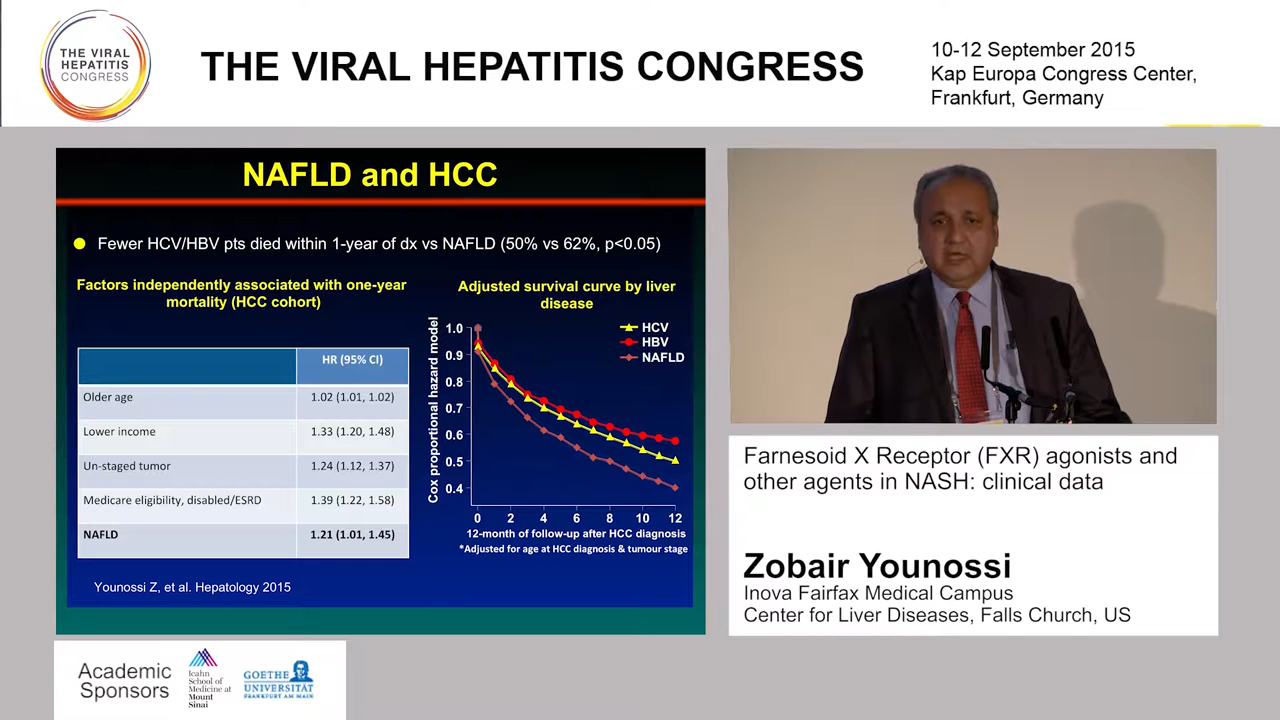 THE VIRAL
HEPATITIS
CONGRESS
THE VIRAL HEPATITIS CONGRESS
10-12 September 2015
Kap Europa Congress Center,
Frankfurt, Germany
NAFLD and HCC
Fewer HCV/HBV pts died within 1-year of dx vs NAFLD (50% vs 62%, p<0.05)
Factors independently associated with one-year
mortality (HCC cohort)
HR (95% CI)
Older age 1.02 (1.01, 1.02)
Lower income 1.33 (1.20, 1.48)
Un-staged tumor 1.24 (1.12, 1.37)
Medicare eligibility, disabled/ESRD 1.39 (1.22, 1.58)
NAFLD 1.21 (1.01, 1.45)
Younossi Z, et al. Hepatology 2015
Adjusted survival curve by liver
disease
Cox proportional hazard model
1.0
0.9
0.8
0.7
0.6
0.5
0.4
HCV
HBV
NAFLD
0 2 4 6 8 10 12
12-month of follow-up after HCC diagnosis
*Adjusted for age at HCC diagnosis & tumour stage
Farnesoid X Receptor (FXR) agonists and
other agents in NASH: clinical data
Zobair Younossi
Inova Fairfax Medical Campus
Center for Liver Diseases, Falls Church, US
Academic
Sponsors
Icahn
School of
Medicine at
Mount
Sinai
GOETHE
UNIVERSITÄT
FRANKFURT AM MAIN